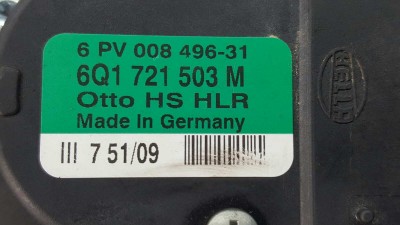 6 PV 008 496-31
6Q1 721 503 M
Otto HS HLR
Made in Germany
III 7 51/09
HELLA